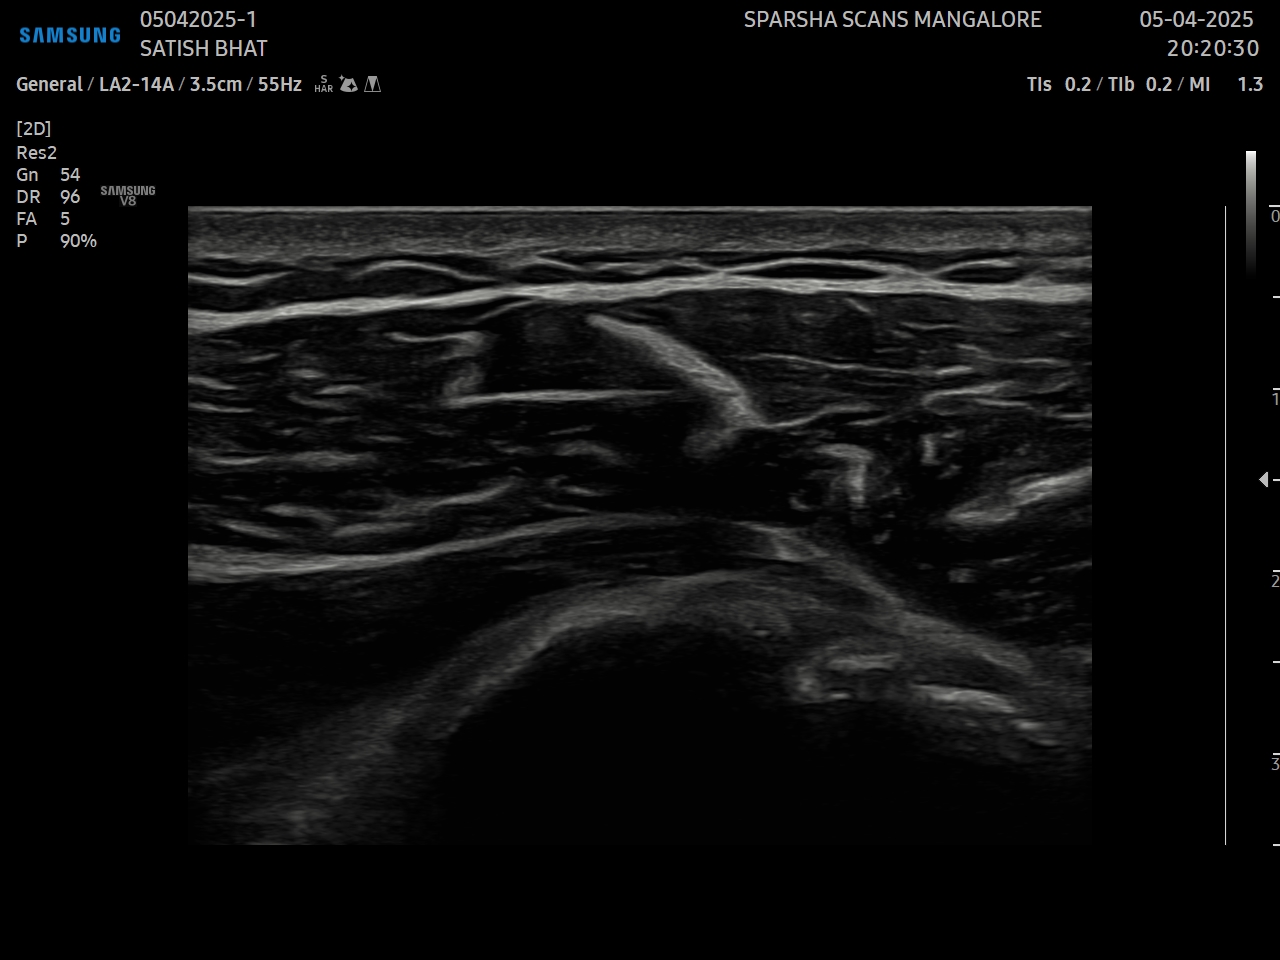 SAMSUNG
05042025-1
SATISH BHAT
SPARSHA SCANS MANGALORE
05-04-2025
20:20:30
General / LA2-14A / 3.5cm / 55Hz
S
HAR
TIs 0.2 / TIb 0.2 / MI 1.3
[2D]
Res2
Gn 54
DR 96
FA 5
P 90%
SAMSUNG
V8
0
1
2
3